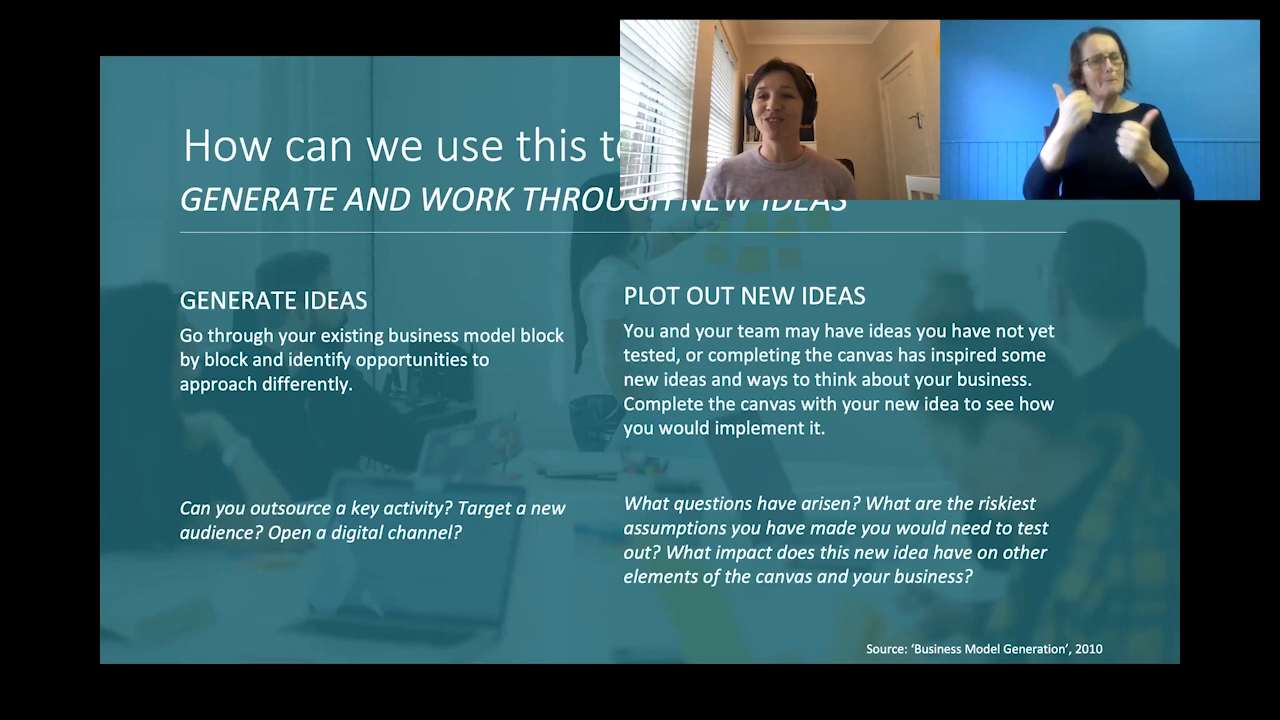 How can we use this
GENERATE AND WORK THROUGH NEW IDEAS
GENERATE IDEAS
Go through your existing business model block
by block and identify opportunities to
approach differently.
Can you outsource a key activity? Target a new
audience? Open a digital channel?
PLOT OUT NEW IDEAS
You and your team may have ideas you have not yet
tested, or completing the canvas has inspired some
new ideas and ways to think about your business.
Complete the canvas with your new idea to see how
you would implement it.
What questions have arisen? What are the riskiest
assumptions you have made you would need to test
out? What impact does this new idea have on other
elements of the canvas and your business?
Source: ‘Business Model Generation’, 2010